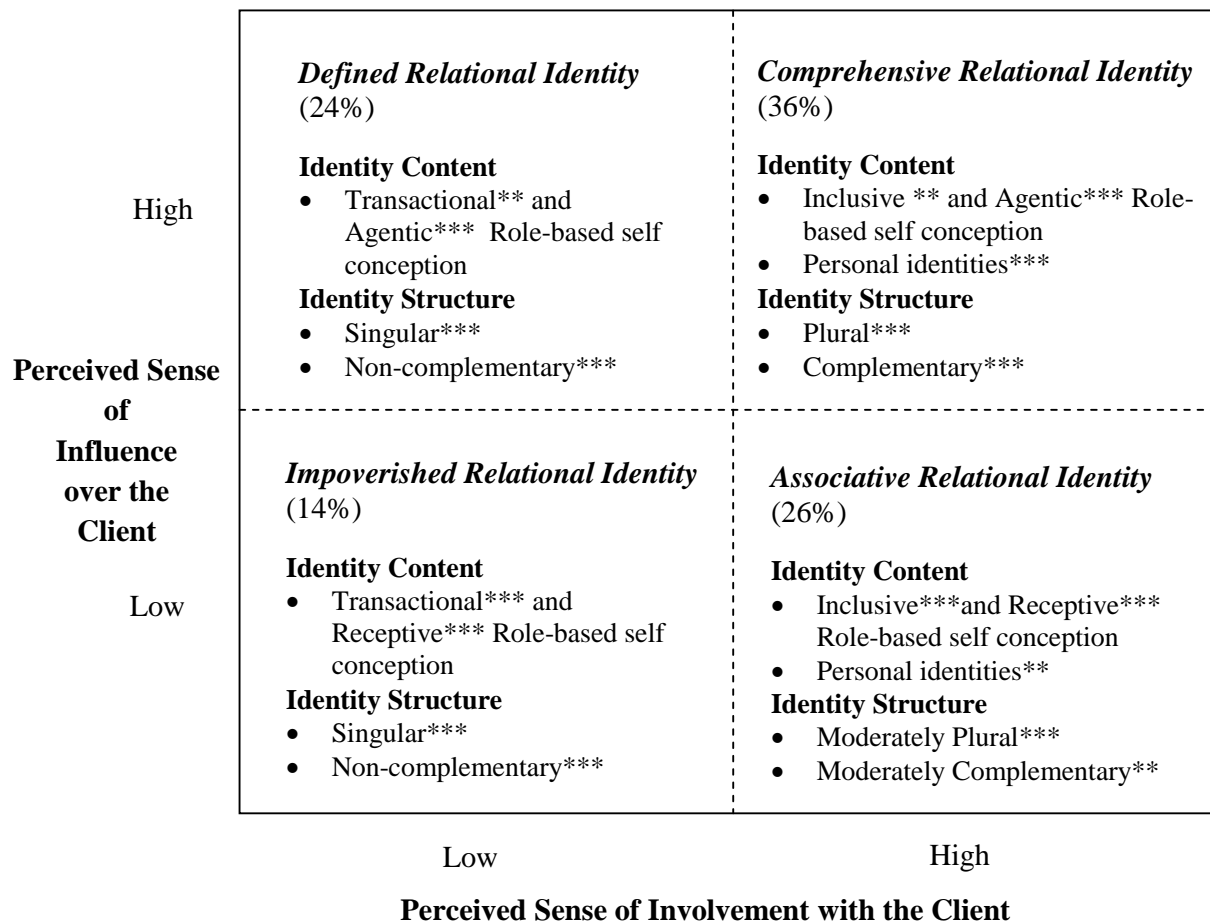 Defined Relational Identity
(24%)
Identity Content
• Transactional** and
Agentic*** Role-based self
conception
Identity Structure
• Singular***
• Non-complementary***
Comprehensive Relational Identity
(36%)
Identity Content
• Inclusive ** and Agentic*** Role-
based self conception
• Personal identities***
Identity Structure
• Plural***
• Complementary***
High
Perceived Sense
of
Influence
over the
Client
Low
Impoverished Relational Identity
(14%)
Identity Content
• Transactional*** and
Receptive*** Role-based self
conception
Identity Structure
• Singular***
• Non-complementary***
Associative Relational Identity
(26%)
Identity Content
• Inclusive***and Receptive***
Role-based self conception
• Personal identities**
Identity Structure
• Moderately Plural***
• Moderately Complementary**
Low
High
Perceived Sense of Involvement with the Client